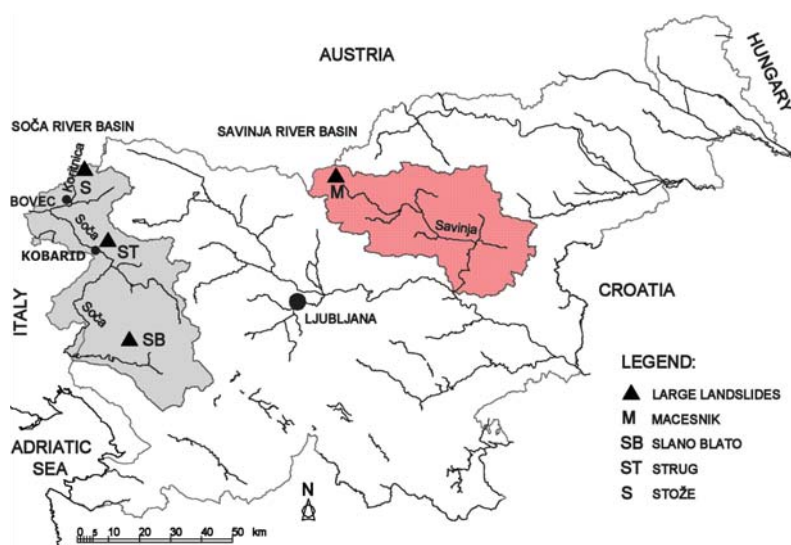 AUSTRIA
HUNGARY
SOČA RIVER BASIN
SAVINJA RIVER BASIN
Koritnica
S
M
BOVEC
Savinja
Soča
ST
KOBARID
CROATIA
ITALY
Soča
LJUBLJANA
SB
LEGEND:
LARGE LANDSLIDES
M MACESNIK
SB SLANO BLATO
ST STRUG
S STOŽE
ADRIATIC
SEA
N
0 5 10 20 30 40 50
km